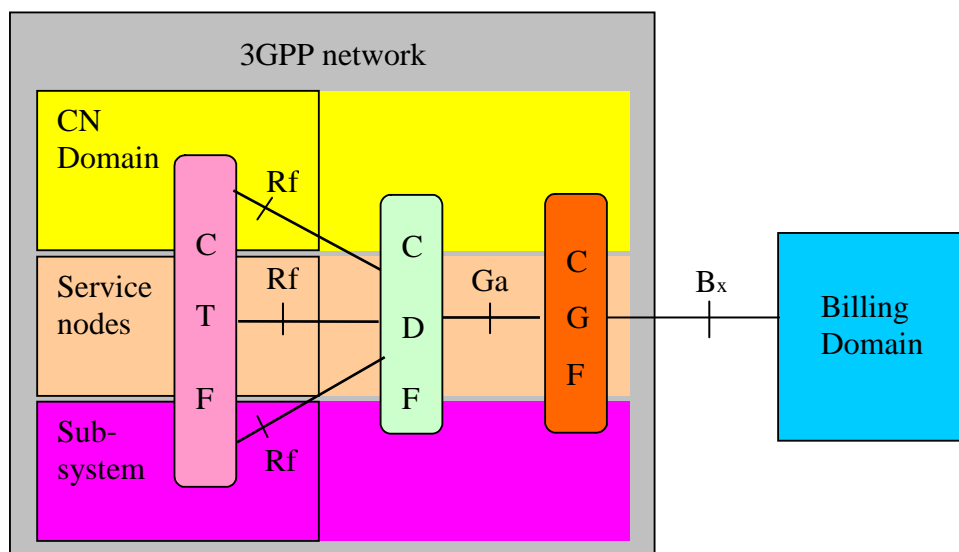 3GPP network
CN
Domain
Rf
C
T
F
Service
nodes
Rf
Sub-
system
Rf
C
D
F
Ga
C
G
F
Bx
Billing
Domain